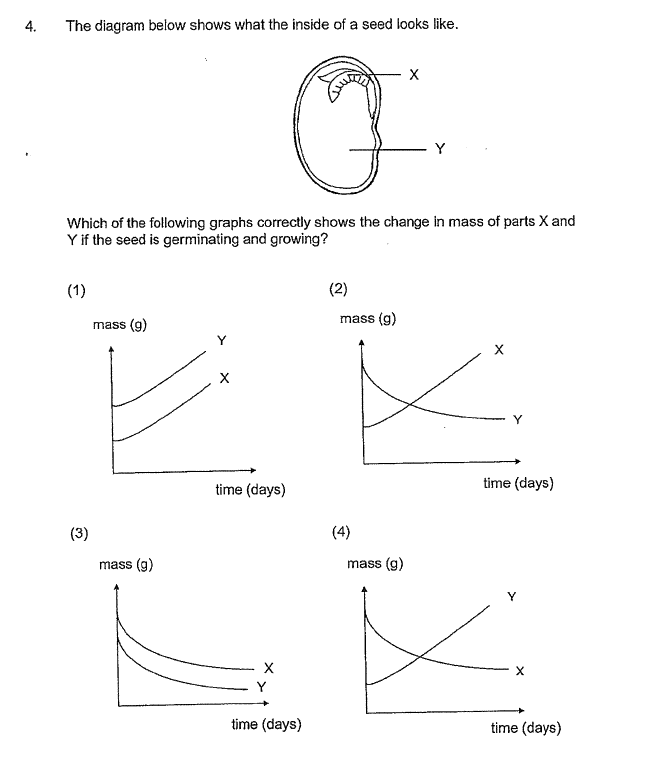 4. The diagram below shows what the inside of a seed looks like.
X
Y
Which of the following graphs correctly shows the change in mass of parts X and
Y if the seed is germinating and growing?
(1)
mass (g)
Y
X
time (days)
(2)
mass (g)
X
Y
time (days)
(3)
mass (g)
X
Y
time (days)
(4)
mass (g)
Y
X
time (days)